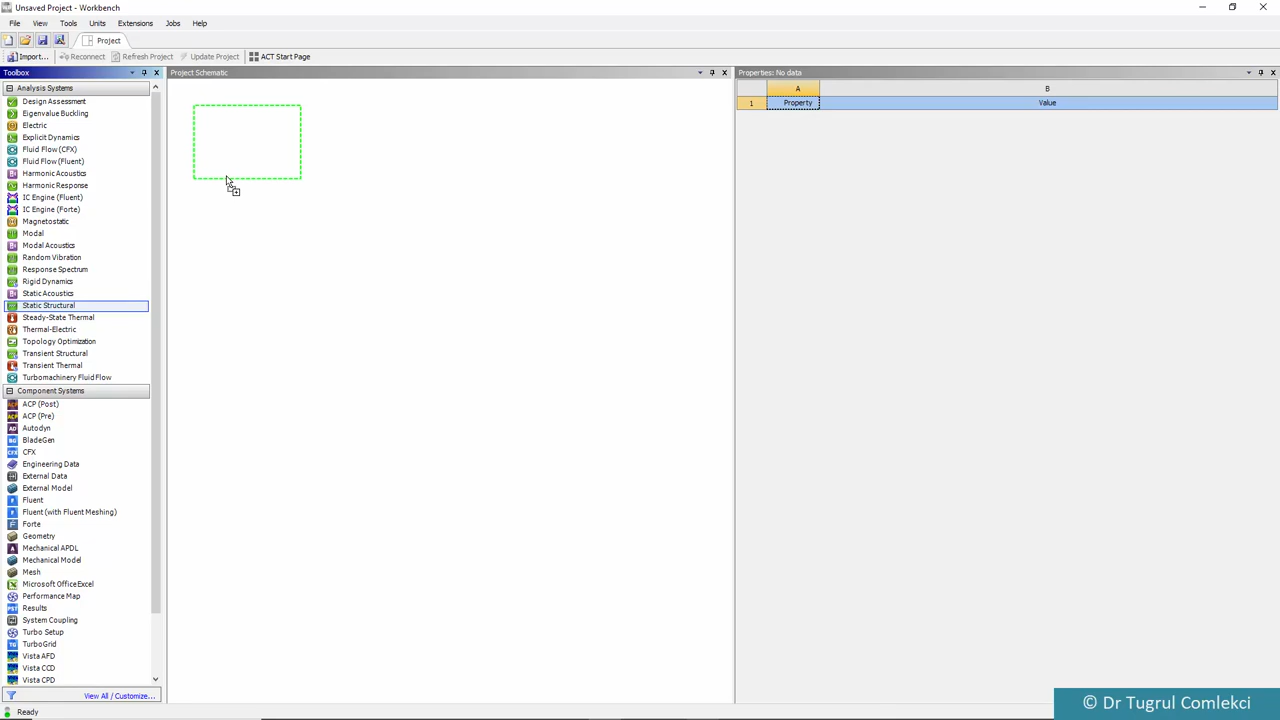 Unsaved Project - Workbench
File View Tools Units Extensions Jobs Help
Project
Import... Reconnect Refresh Project Update Project ACT Start Page
Toolbox
Analysis Systems
Design Assessment
Eigenvalue Buckling
Electric
Explicit Dynamics
Fluid Flow (CFX)
Fluid Flow (Fluent)
Harmonic Acoustics
Harmonic Response
IC Engine (Fluent)
IC Engine (Forte)
Magnetostatic
Modal
Modal Acoustics
Random Vibration
Response Spectrum
Rigid Dynamics
Static Acoustics
Static Structural
Steady-State Thermal
Thermal-Electric
Topology Optimization
Transient Structural
Transient Thermal
Turbomachinery Fluid Flow
Component Systems
ACP (Post)
ACP (Pre)
Autodyn
BladeGen
CFX
Engineering Data
External Data
External Model
Fluent
Fluent (with Fluent Meshing)
Forte
Geometry
Mechanical APDL
Mechanical Model
Mesh
Microsoft Office Excel
Performance Map
Results
System Coupling
Turbo Setup
TurboGrid
Vista AFD
Vista CCD
Vista CPD
View All / Customize...
Ready
Project Schematic
Properties: No data
A B
1 Property Value
© Dr Tugrul Comlekci